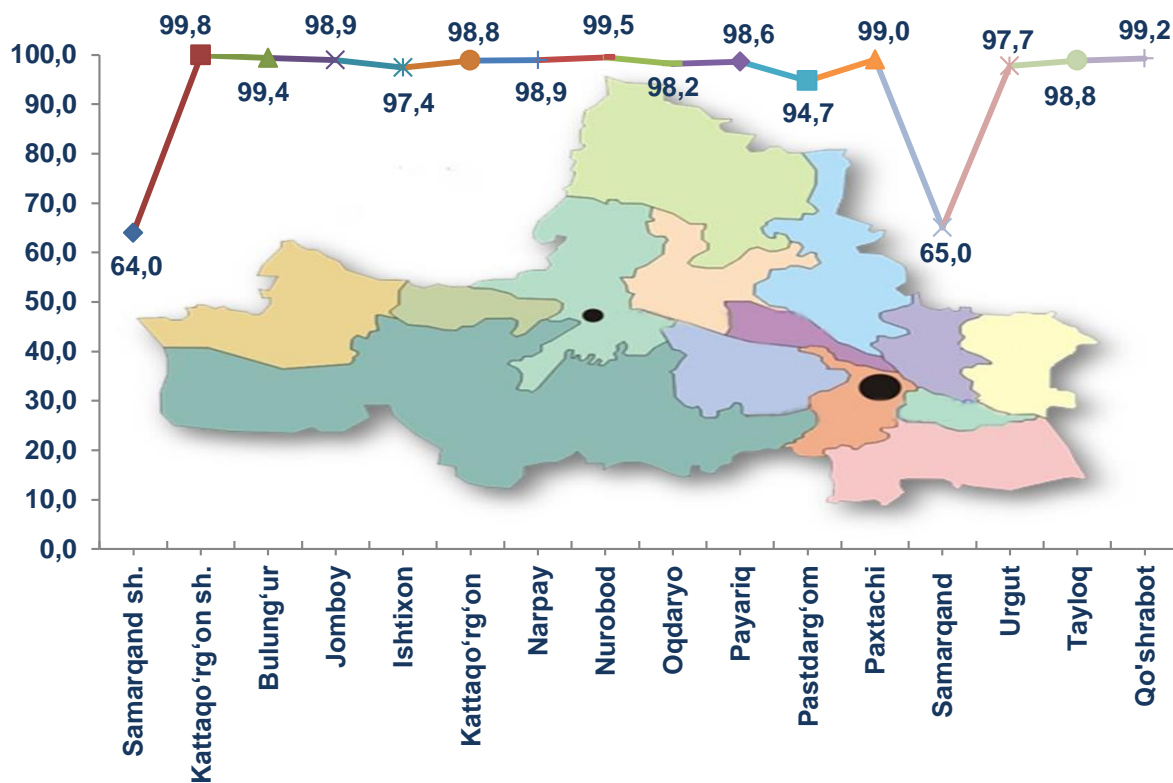 99,8
98,9
98,8
99,5
98,6
99,0
97,7
99,2
99,4
97,4
98,9
98,2
94,7
98,8
64,0
65,0
100,0
90,0
80,0
70,0
60,0
50,0
40,0
30,0
20,0
10,0
0,0
Samarqand sh.
Kattaqo‘rg‘on sh.
Bulung‘ur
Jomboy
Ishtixon
Kattaqo‘rg‘on
Narpay
Nurobod
Oqdaryo
Payariq
Pastdarg‘om
Paxtachi
Samarqand
Urgut
Tayloq
Qo'shrabot